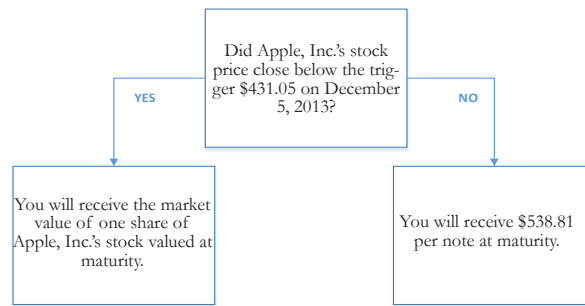 Did Apple, Inc.'s stock
price close below the trig-
ger $431.05 on December
5, 2013?
YES
NO
You will receive the market
value of one share of
Apple, Inc.'s stock valued at
maturity.
You will receive $538.81
per note at maturity.